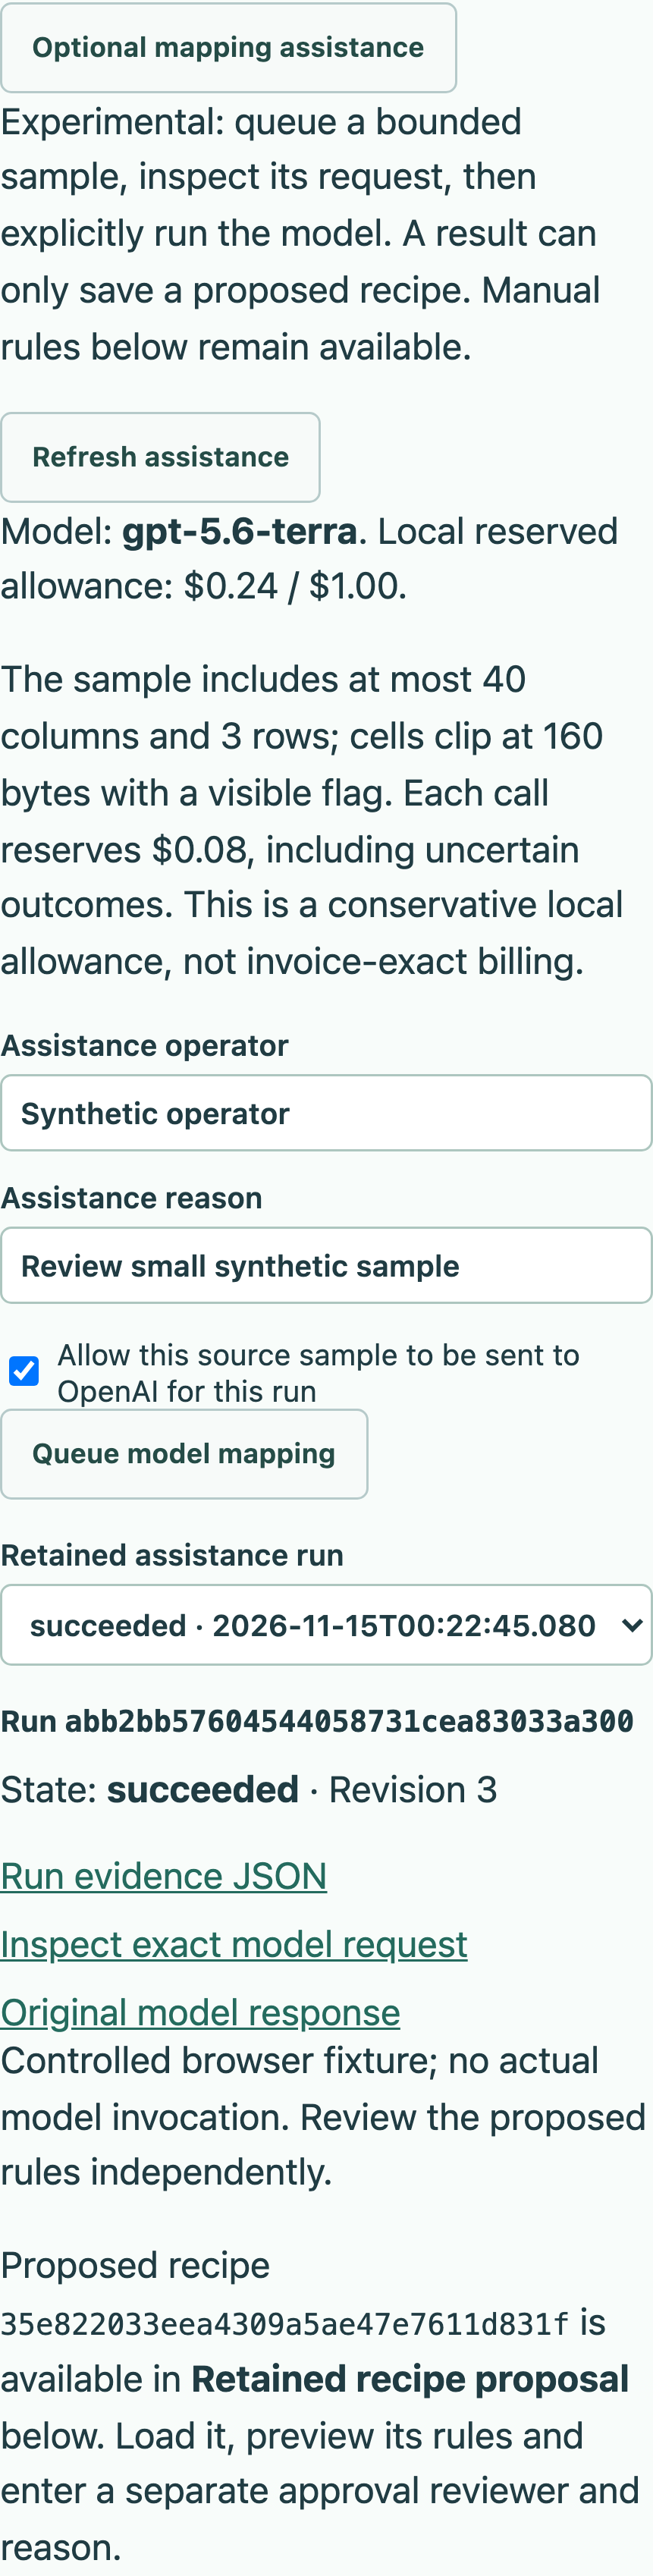 Optional mapping assistance
Experimental: queue a bounded
sample, inspect its request, then
explicitly run the model. A result can
only save a proposed recipe. Manual
rules below remain available.
Refresh assistance
Model: gpt-5.6-terra. Local reserved
allowance: $0.24 / $1.00.
The sample includes at most 40
columns and 3 rows; cells clip at 160
bytes with a visible flag. Each call
reserves $0.08, including uncertain
outcomes. This is a conservative local
allowance, not invoice-exact billing.
Assistance operator
Synthetic operator
Assistance reason
Review small synthetic sample
Allow this source sample to be sent to
OpenAI for this run
Queue model mapping
Retained assistance run
succeeded · 2026-11-15T00:22:45.080
Run abb2bb57604544058731cea83033a300
State: succeeded · Revision 3
Run evidence JSON
Inspect exact model request
Original model response
Controlled browser fixture; no actual
model invocation. Review the proposed
rules independently.
Proposed recipe
35e822033eea4309a5ae47e7611d831f is
available in Retained recipe proposal
below. Load it, preview its rules and
enter a separate approval reviewer and
reason.